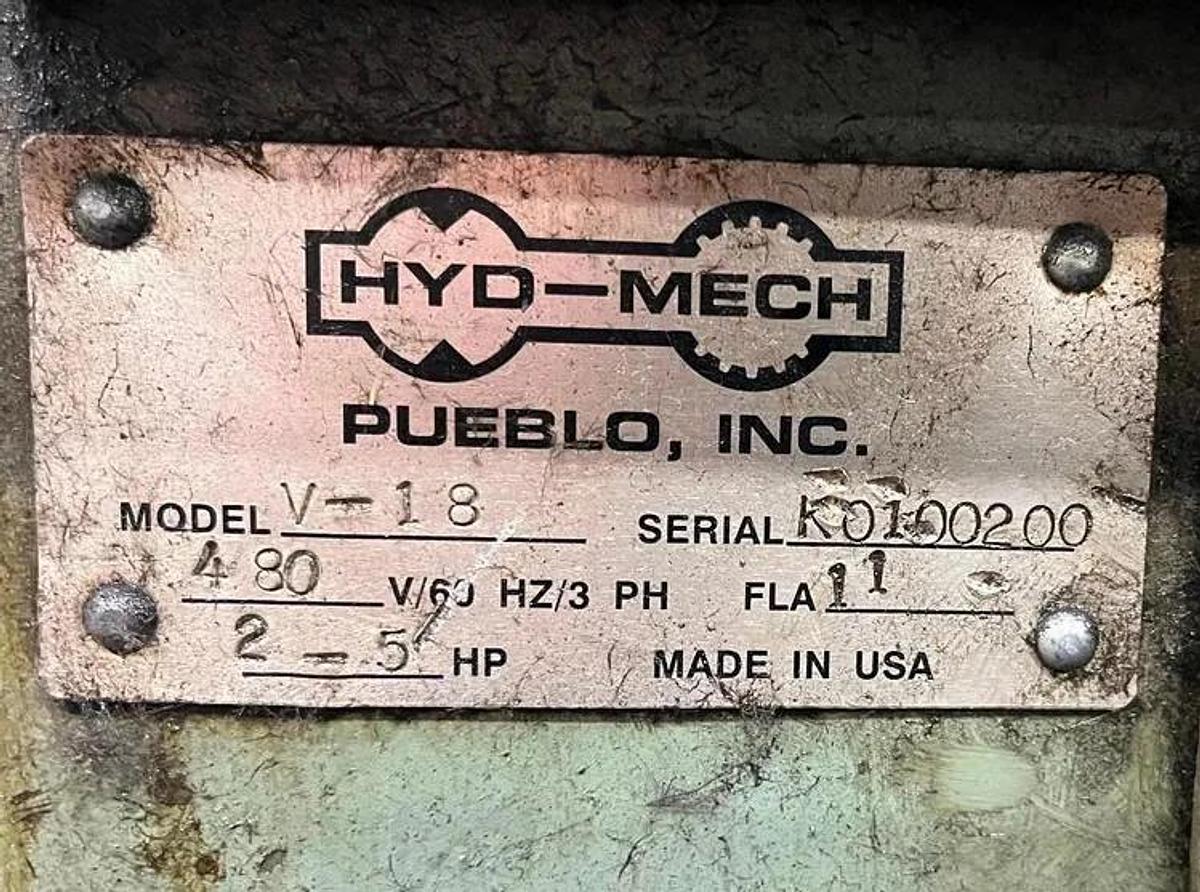 HYD-MECH
PUEBLO, INC.
MODEL V-18 SERIAL K0100200
480 V/60 HZ/3 PH FLA 11
2-5 HP MADE IN USA